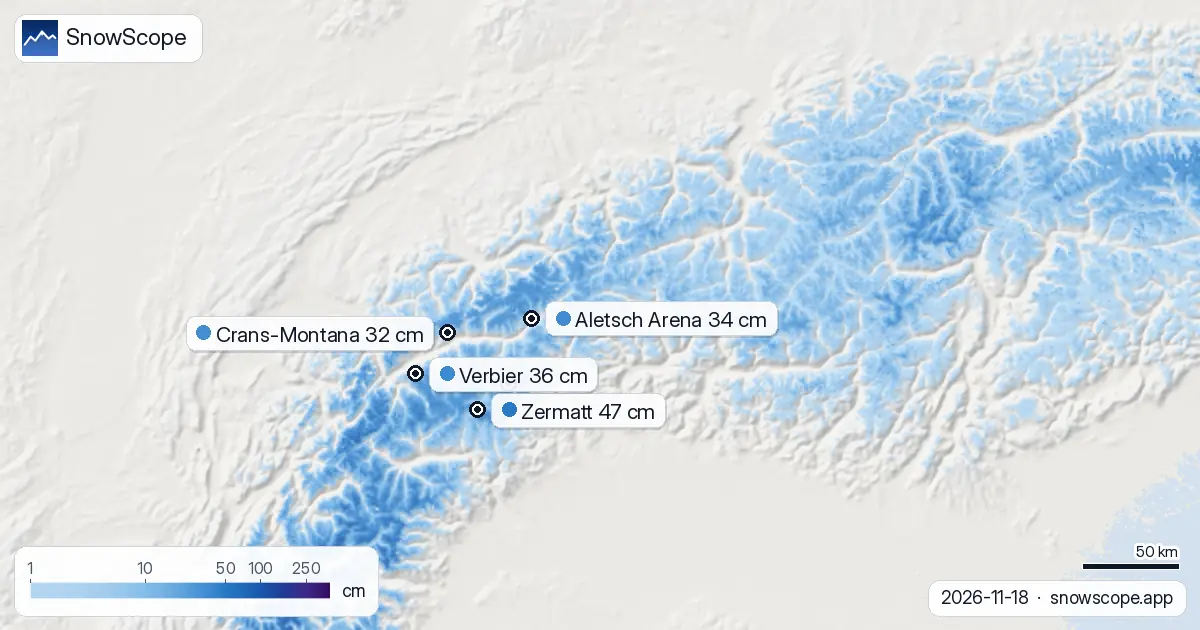 SnowScope
Aletsch Arena 34 cm
Crans-Montana 32 cm
Verbier 36 cm
Zermatt 47 cm
1 10 50 100 250
cm
50 km
2026-11-18 · snowscope.app